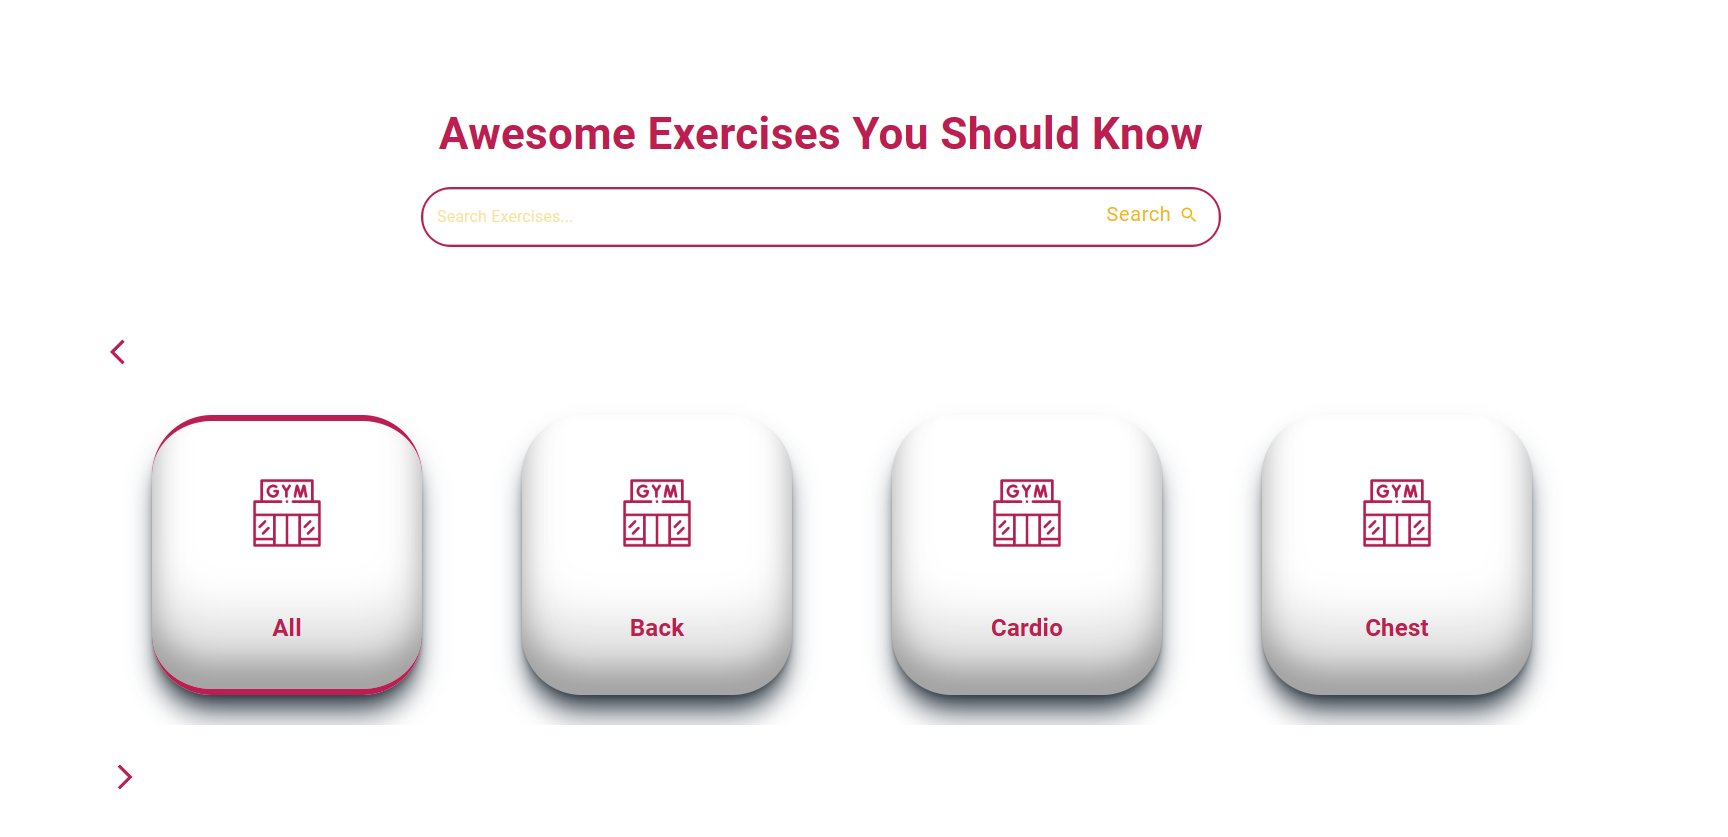 Awesome Exercises You Should Know
Search Exercises...
Search
GYM
GYM
GYM
GYM
All
Back
Cardio
Chest